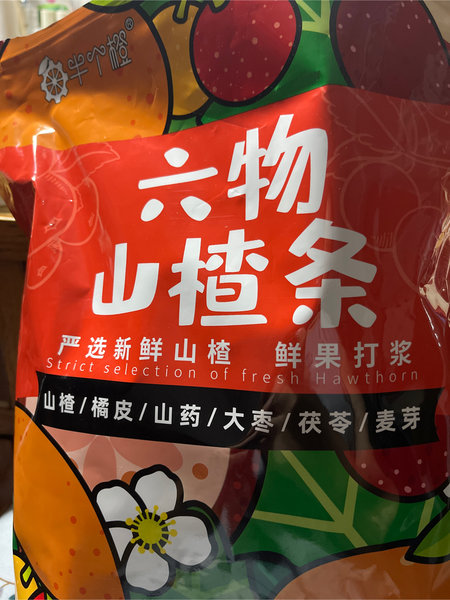 半个橙®
六物
山楂条
严选新鲜山楂 鲜果打浆
Strict selection of fresh Hawthorn
山楂/橘皮/山药/大枣/茯苓/麦芽